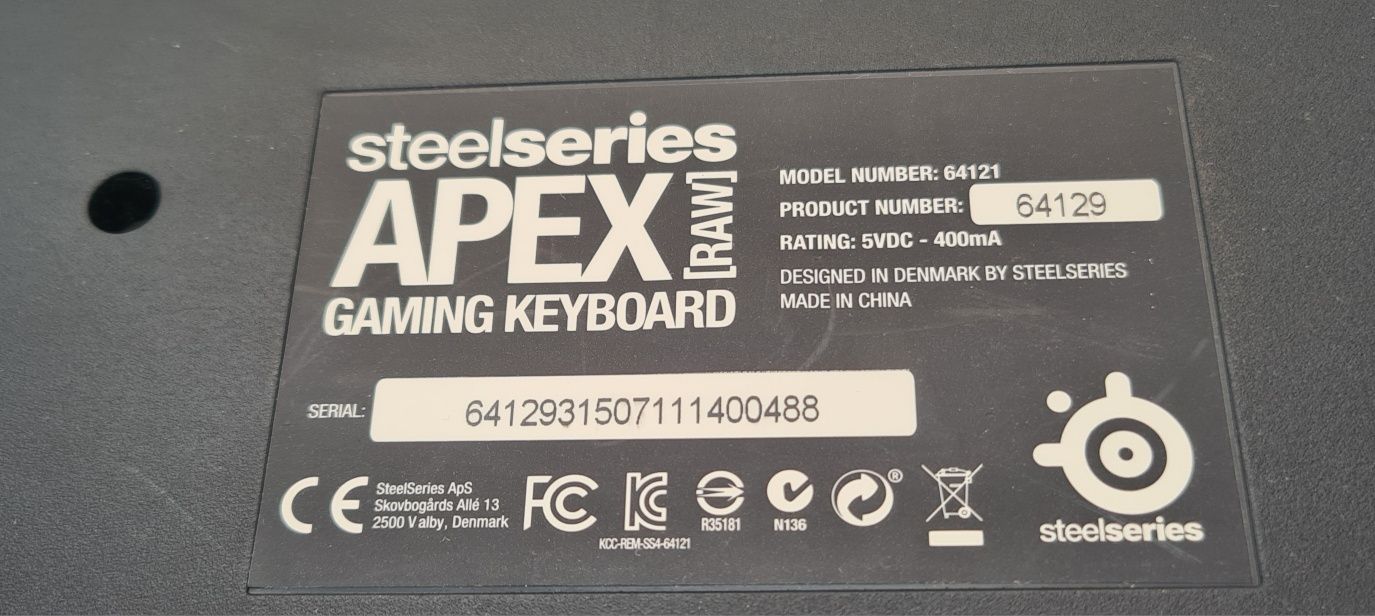 steelseries
APEX [RAW]
GAMING KEYBOARD
MODEL NUMBER: 64121
PRODUCT NUMBER: 64129
RATING: 5VDC - 400mA
DESIGNED IN DENMARK BY STEELSERIES
MADE IN CHINA
SERIAL: 6412931507111400488
CE
SteelSeries ApS
Skovbogårds Allé 13
2500 Valby, Denmark
FC
KCC-REM-SS4-64121
R35181
N136
®
steelseries